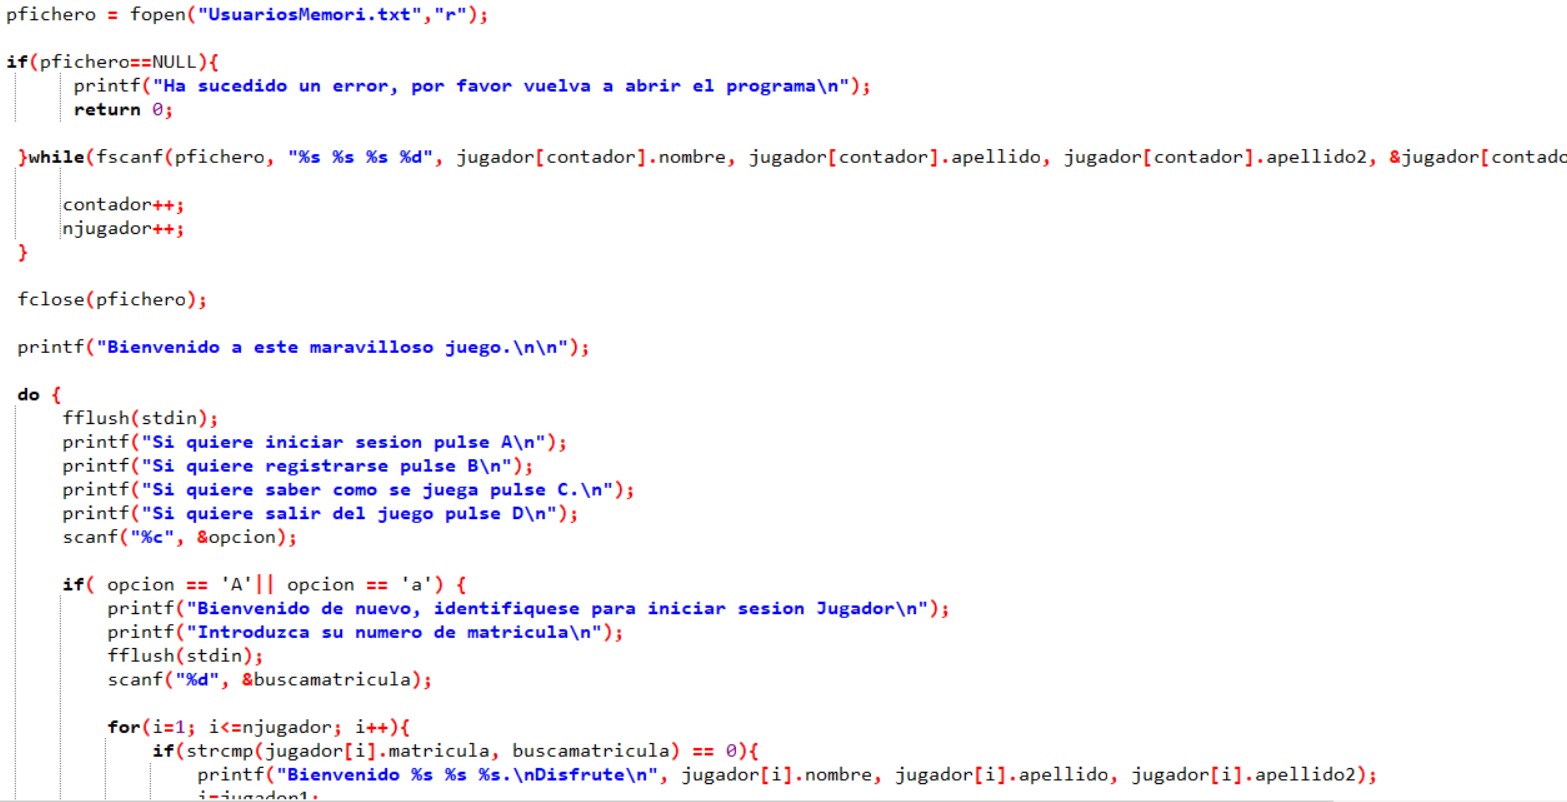 pfichero = fopen("UsuariosMemori.txt","r");
if(pfichero==NULL){
printf("Ha sucedido un error, por favor vuelva a abrir el programa\n");
return 0;
}while(fscanf(pfichero, "%s %s %s %d", jugador[contador].nombre, jugador[contador].apellido, jugador[contador].apellido2, &jugador[contado
contador++;
njugador++;
}
fclose(pfichero);
printf("Bienvenido a este maravilloso juego.\n\n");
do {
fflush(stdin);
printf("Si quiere iniciar sesion pulse A\n");
printf("Si quiere registrarse pulse B\n");
printf("Si quiere saber como se juega pulse C.\n");
printf("Si quiere salir del juego pulse D\n");
scanf("%c", &opcion);
if( opcion == 'A'|| opcion == 'a') {
printf("Bienvenido de nuevo, identifiquese para iniciar sesion Jugador\n");
printf("Introduzca su numero de matricula\n");
fflush(stdin);
scanf("%d", &buscamatricula);
for(i=1; i<=njugador; i++){
if(strcmp(jugador[i].matricula, buscamatricula) == 0){
printf("Bienvenido %s %s %s.\nDisfrute\n", jugador[i].nombre, jugador[i].apellido, jugador[i].apellido2);